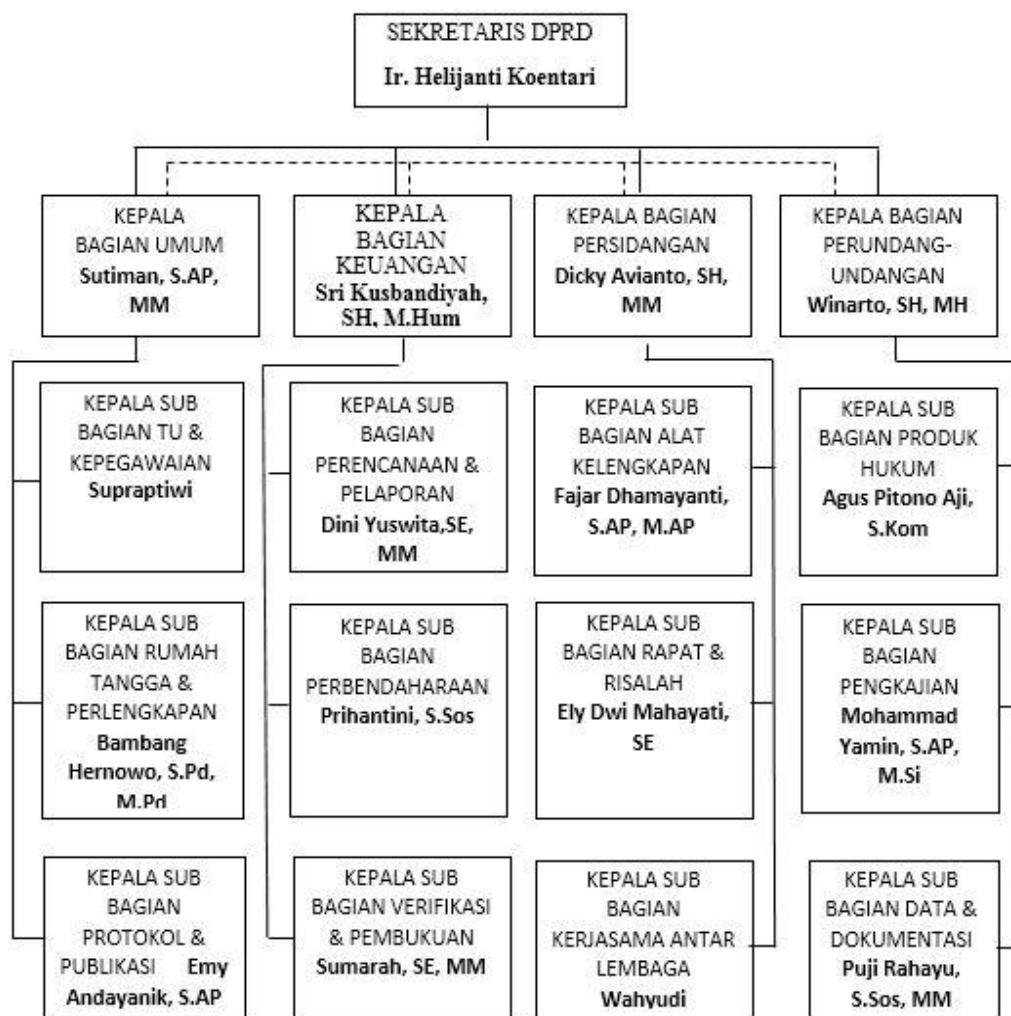 SEKRETARIS DPRD
Ir. Helijanti Koentari
KEPALA
BAGIAN UMUM
Sutiman, S.AP,
MM
KEPALA
BAGIAN
KEUANGAN
Sri Kusbandiyah,
SH, M.Hum
KEPALA BAGIAN
PERSIDANGAN
Dicky Avianto, SH,
MM
KEPALA BAGIAN
PERUNDANG-
UNDANGAN
Winarto, SH, MH
KEPALA SUB
BAGIAN TU &
KEPEGAWAIAN
Supraptiwi
KEPALA SUB
BAGIAN
PERENCANAAN &
PELAPORAN
Dini Yuswita,SE,
MM
KEPALA SUB
BAGIAN ALAT
KELENGKAPAN
Fajar Dhamayanti,
S.AP, M.AP
KEPALA SUB
BAGIAN PRODUK
HUKUM
Agus Pitono Aji,
S.Kom
KEPALA SUB
BAGIAN RUMAH
TANGGA &
PERLENGKAPAN
Bambang
Hernowo, S.Pd,
M.Pd
KEPALA SUB
BAGIAN
PERBENDAHARAAN
Prihantini, S.Sos
KEPALA SUB
BAGIAN RAPAT &
RISALAH
Ely Dwi Mahayati,
SE
KEPALA SUB
BAGIAN
PENGKAJIAN
Mohammad
Yamin, S.AP,
M.Si
KEPALA SUB
BAGIAN
PROTOKOL &
PUBLIKASI Emy
Andayanik, S.AP
KEPALA SUB
BAGIAN VERIFIKASI
& PEMBUKUAN
Sumarah, SE, MM
KEPALA SUB
BAGIAN
KERJASAMA ANTAR
LEMBAGA
Wahyudi
KEPALA SUB
BAGIAN DATA &
DOKUMENTASI
Puji Rahayu,
S.Sos, MM